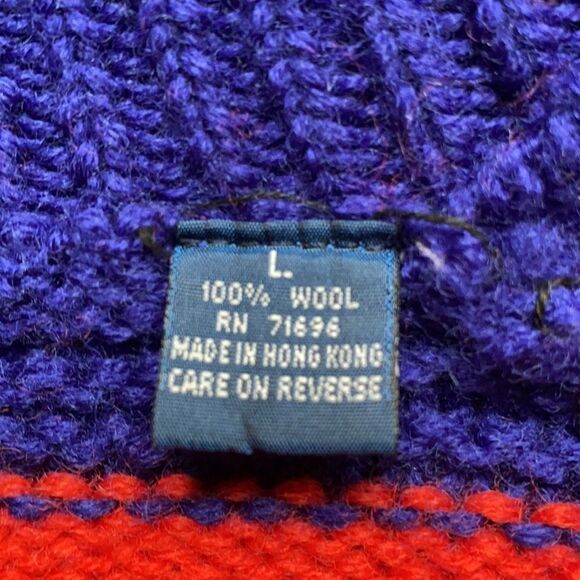 L.
100% WOOL
RN 71696
MADE IN HONG KONG
CARE ON REVERSE